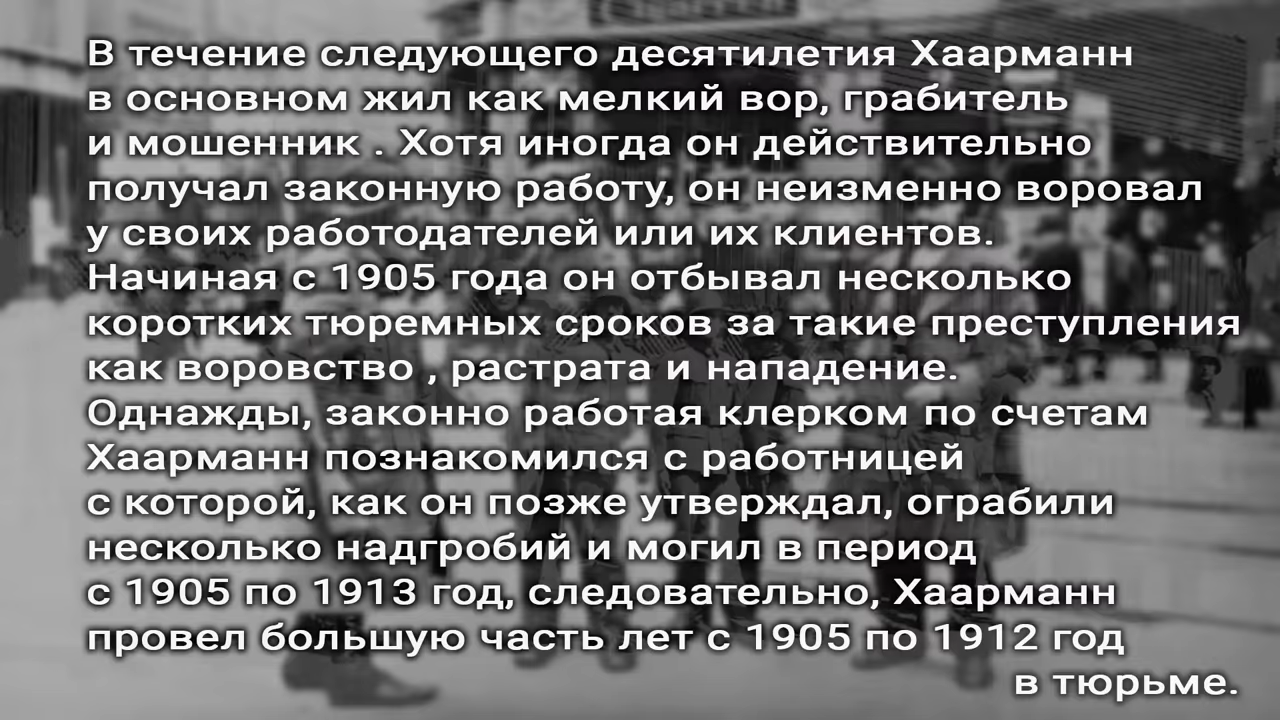 В течение следующего десятилетия Хаарманн
в основном жил как мелкий вор, грабитель
и мошенник . Хотя иногда он действительно
получал законную работу, он неизменно воровал
у своих работодателей или их клиентов.
Начиная с 1905 года он отбывал несколько
коротких тюремных сроков за такие преступления
как воровство , растрата и нападение.
Однажды, законно работая клерком по счетам
Хаарманн познакомился с работницей
с которой, как он позже утверждал, ограбили
несколько надгробий и могил в период
с 1905 по 1913 год, следовательно, Хаарманн
провел большую часть лет с 1905 по 1912 год
в тюрьме.